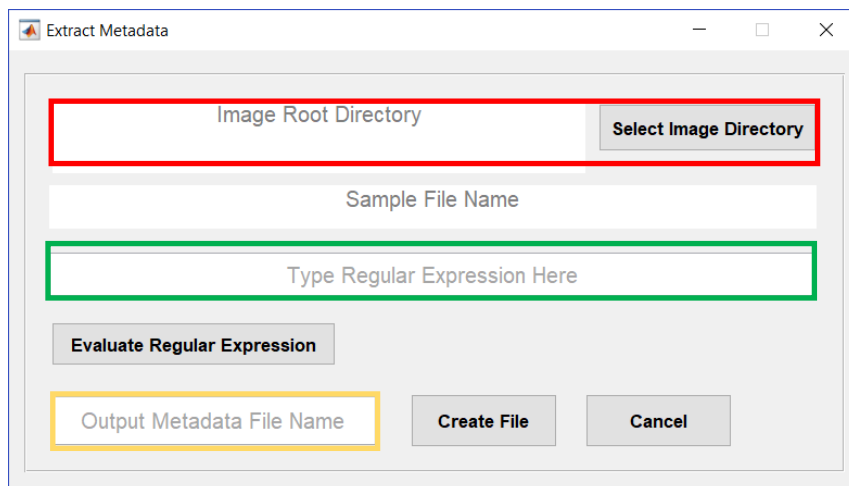 Extract Metadata
Image Root Directory
Select Image Directory
Sample File Name
Type Regular Expression Here
Evaluate Regular Expression
Output Metadata File Name
Create File
Cancel